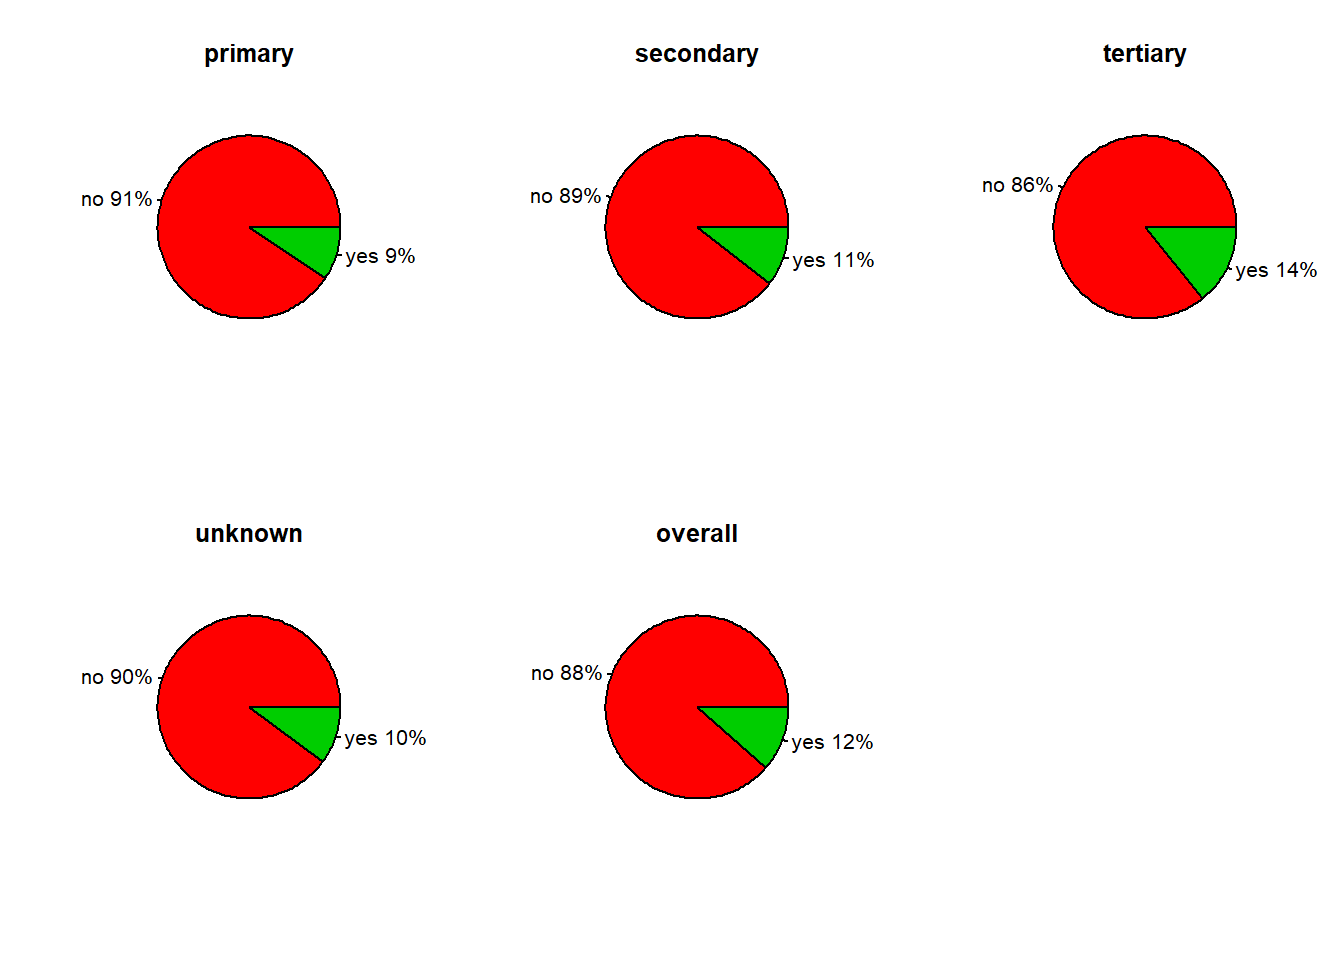 primary
no 91%
yes 9%
secondary
no 89%
yes 11%
tertiary
no 86%
yes 14%
unknown
no 90%
yes 10%
overall
no 88%
yes 12%